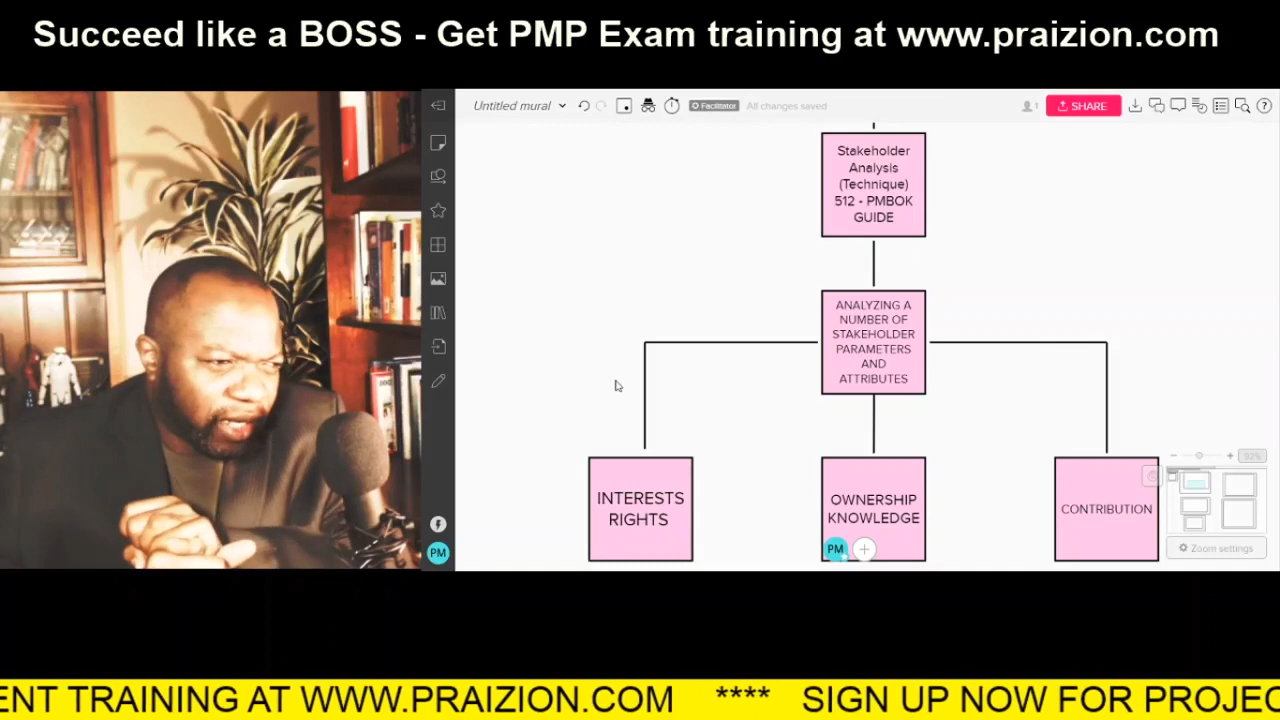 Succeed like a BOSS - Get PMP Exam training at www.praizion.com
Untitled mural
Facilitator
All changes saved
SHARE
Stakeholder
Analysis
(Technique)
512 - PMBOK
GUIDE
ANALYZING A
NUMBER OF
STAKEHOLDER
PARAMETERS
AND
ATTRIBUTES
INTERESTS
RIGHTS
OWNERSHIP
KNOWLEDGE
PM
CONTRIBUTION
92%
Zoom settings
PM
ENT TRAINING AT WWW.PRAIZION.COM **** SIGN UP NOW FOR PROJEC